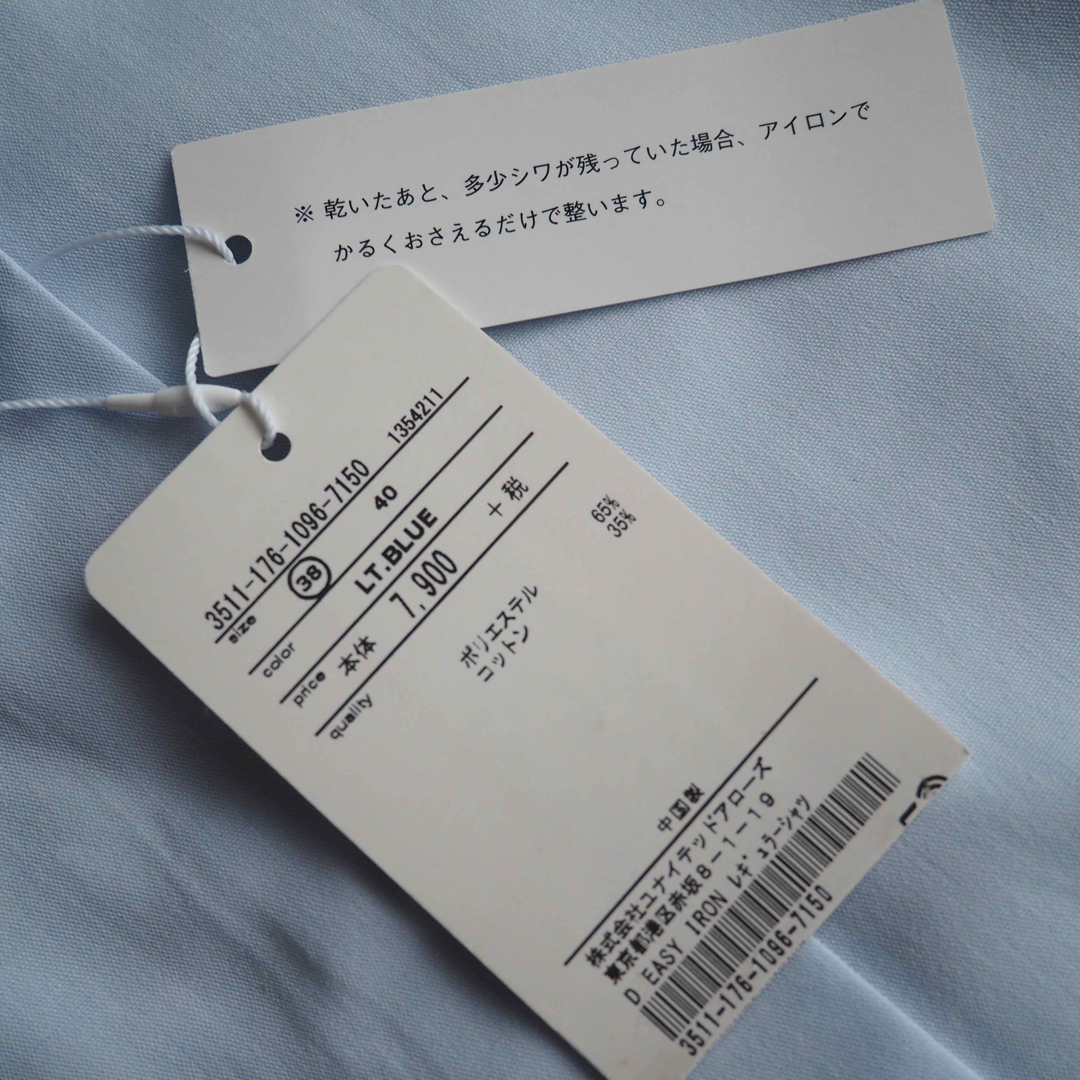 ※ 乾いたあと、多少シワが残っていた場合、アイロンで
かるくおさえるだけで整います。
3511-176-1096-7150 1354211
size 38 40
color LT.BLUE
price 本体 7,900 +税
quality
ポリエステル 65%
コットン 35%
中国製
株式会社ユナイテッドアローズ
東京都港区赤坂8-1-19
D EASY IRON ﾚｷﾞｭﾗｰｼｬﾂ
3511-176-1096-7150